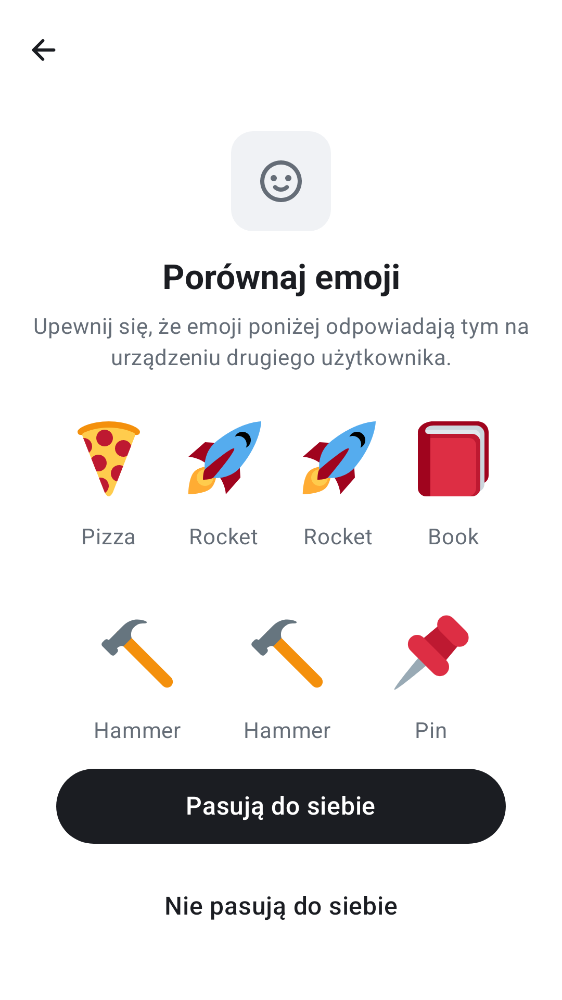 Porównaj emoji
Upewnij się, że emoji poniżej odpowiadają tym na
urządzeniu drugiego użytkownika.
Pizza
Rocket
Rocket
Book
Hammer
Hammer
Pin
Pasują do siebie
Nie pasują do siebie